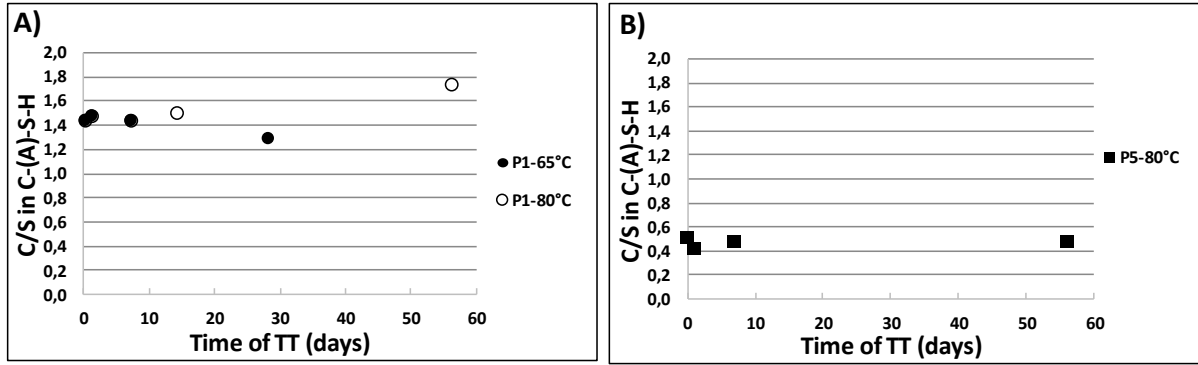 A)
C/S in C-(A)-S-H
2,0
1,8
1,6
1,4
1,2
1,0
0,8
0,6
0,4
0,2
0,0
0 10 20 30 40 50 60
Time of TT (days)
P1-65°C
P1-80°C
B)
C/S in C-(A)-S-H
2,0
1,8
1,6
1,4
1,2
1,0
0,8
0,6
0,4
0,2
0,0
0 10 20 30 40 50 60
Time of TT (days)
P5-80°C